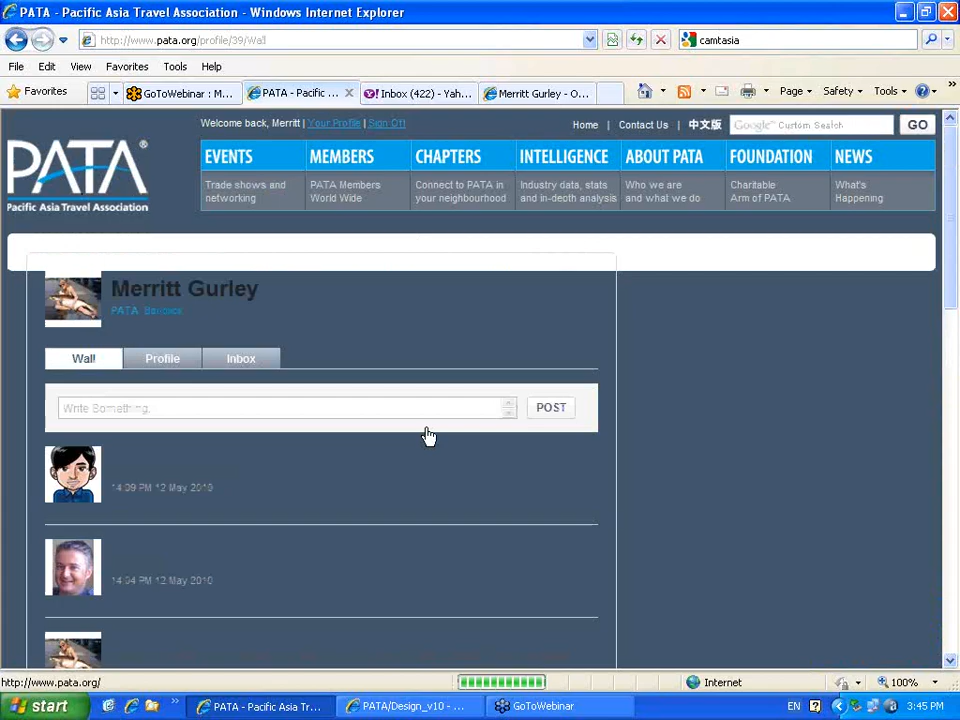 PATA - Pacific Asia Travel Association - Windows Internet Explorer
http://www.pata.org/profile/39/Wall
camtasia
File Edit View Favorites Tools Help
Favorites
GoToWebinar : M...
PATA - Pacific ...
Inbox (422) - Yah...
Merritt Gurley - O...
Page Safety Tools
Welcome back, Merritt | Your Profile | Sign Off
Home | Contact Us | 中文版
Google™ Custom Search GO
PATA®
Pacific Asia Travel Association
EVENTS MEMBERS CHAPTERS INTELLIGENCE ABOUT PATA FOUNDATION NEWS
Trade shows and networking
PATA Members World Wide
Connect to PATA in your neighbourhood
Industry data, stats and in-depth analysis
Who we are and what we do
Charitable Arm of PATA
What's Happening
Merritt Gurley
PATA
Wall Profile Inbox
Write Something.
POST
14:09 PM 12 May 2010
14:04 PM 12 May 2010
http://www.pata.org/
Internet
100%
start
PATA - Pacific Asia Tr...
PATA/Design_v10 - ...
GoToWebinar
EN
3:45 PM